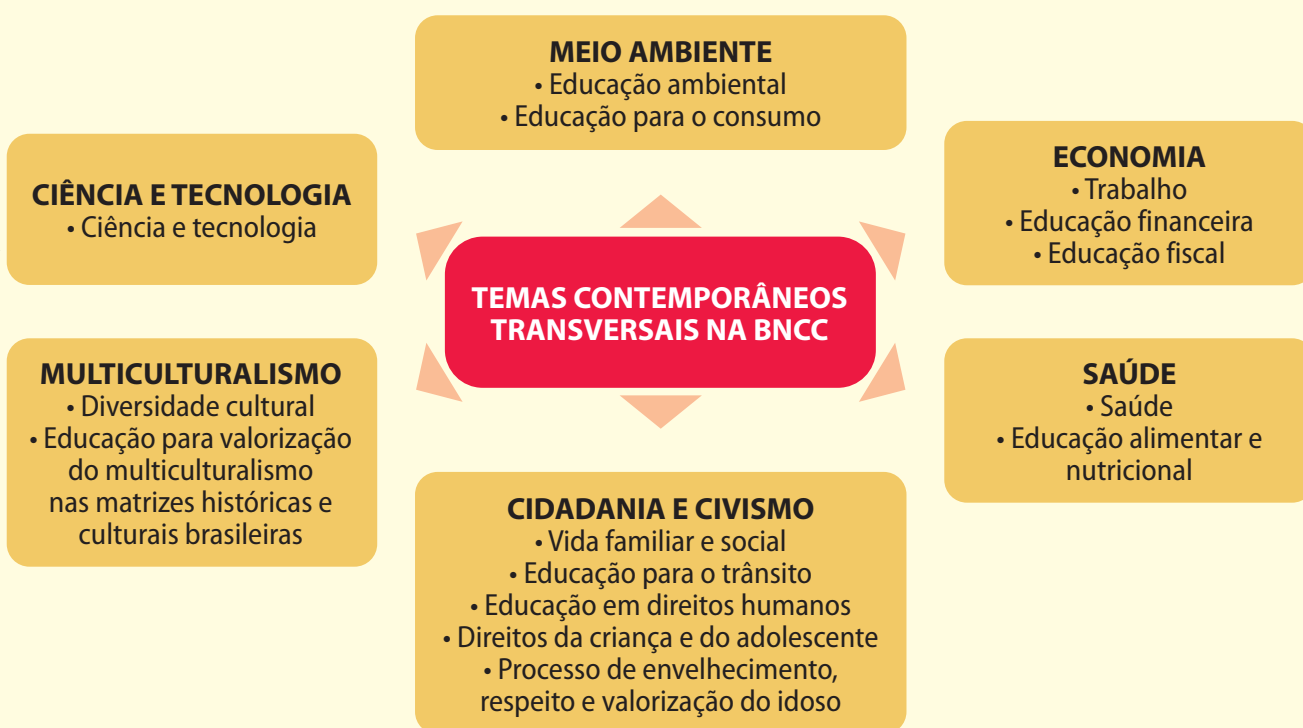 MEIO AMBIENTE
• Educação ambiental
• Educação para o consumo
CIÊNCIA E TECNOLOGIA
• Ciência e tecnologia
ECONOMIA
• Trabalho
• Educação financeira
• Educação fiscal
TEMAS CONTEMPORÂNEOS
TRANSVERSAIS NA BNCC
MULTICULTURALISMO
• Diversidade cultural
• Educação para valorização
do multiculturalismo
nas matrizes históricas e
culturais brasileiras
SAÚDE
• Saúde
• Educação alimentar e
nutricional
CIDADANIA E CIVISMO
• Vida familiar e social
• Educação para o trânsito
• Educação em direitos humanos
• Direitos da criança e do adolescente
• Processo de envelhecimento,
respeito e valorização do idoso